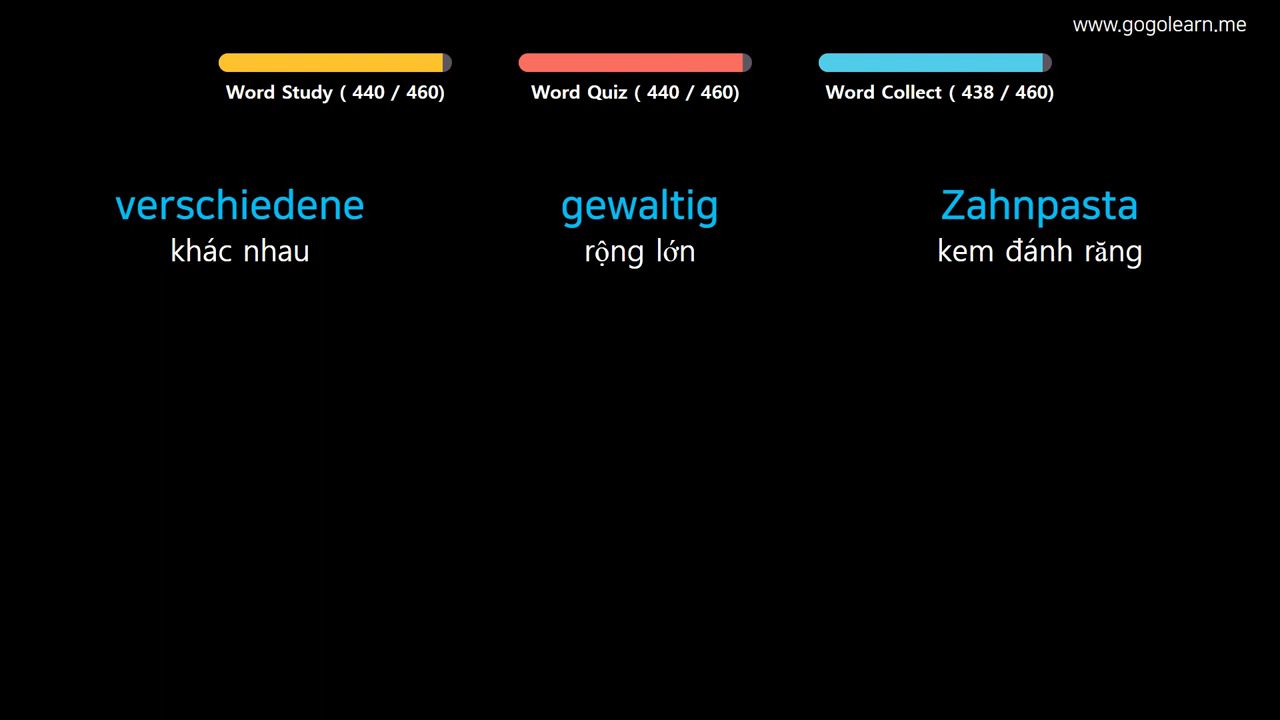 www.gogolearn.me
Word Study ( 440 / 460)
Word Quiz ( 440 / 460)
Word Collect ( 438 / 460)
verschiedene
khác nhau
gewaltig
rộng lớn
Zahnpasta
kem đánh răng